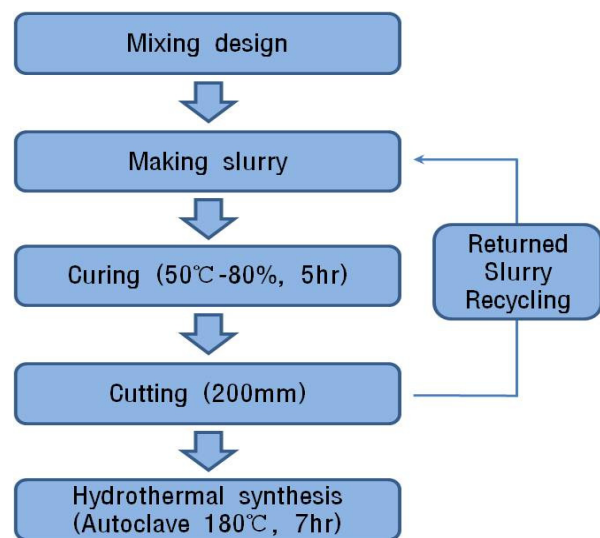 Mixing design
Making slurry
Curing (50℃-80%, 5hr)
Cutting (200mm)
Hydrothermal synthesis
(Autoclave 180℃, 7hr)
Returned
Slurry
Recycling